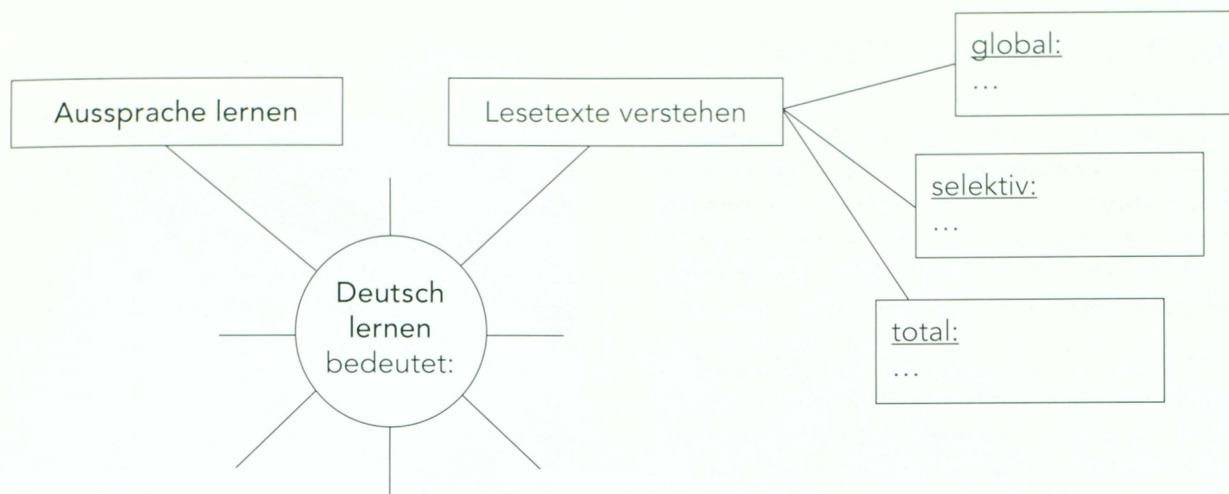 Aussprache lernen
Lesetexte verstehen
global:
...
selektiv:
...
total:
...
Deutsch
lernen
bedeutet: